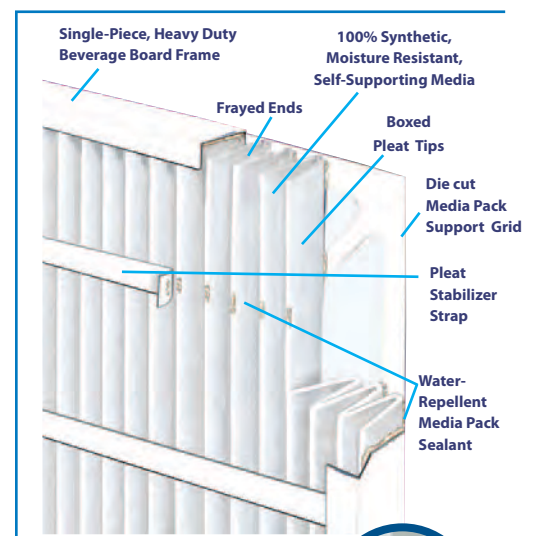 Single-Piece, Heavy Duty
Beverage Board Frame
100% Synthetic,
Moisture Resistant,
Self-Supporting Media
Frayed Ends
Boxed
Pleat Tips
Die cut
Media Pack
Support Grid
Pleat
Stabilizer
Strap
Water-
Repellent
Media Pack
Sealant